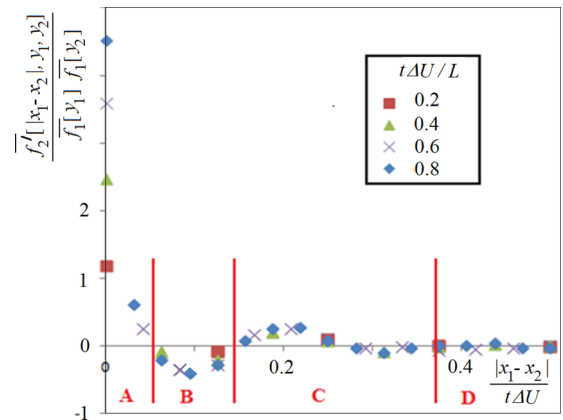 f̅₂′[|x₁-x₂|, y₁, y₂]
f̅₁[y₁] f̅₁[y₂]
tΔU/L
0.2
0.4
0.6
0.8
2
1
0
-1
0
0.2
0.4
A B C D
|x₁-x₂|
tΔU